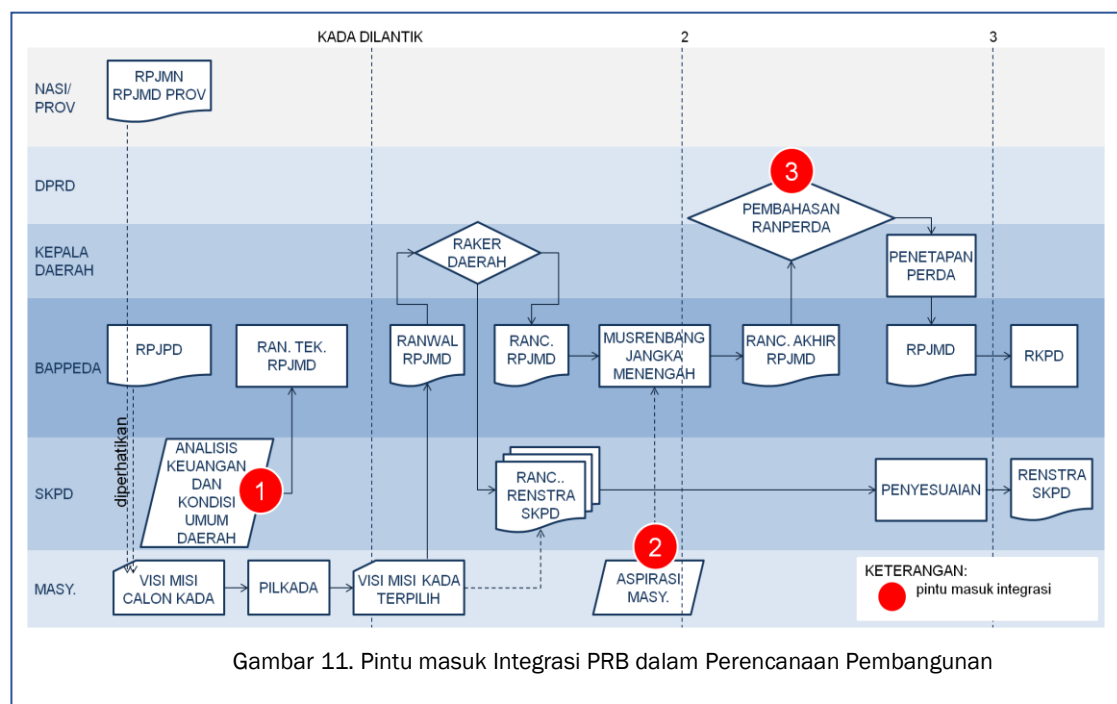 KADA DILANTIK
2
3
NASI/
PROV
RPJMN
RPJMD PROV
DPRD
3
PEMBAHASAN
RANPERDA
KEPALA
DAERAH
RAKER
DAERAH
PENETAPAN
PERDA
BAPPEDA
RPJPD
RAN. TEK.
RPJMD
RANWAL
RPJMD
RANC.
RPJMD
MUSRENBANG
JANGKA
MENENGAH
RANC. AKHIR
RPJMD
RPJMD
RKPD
diperhatikan
SKPD
ANALISIS
KEUANGAN
DAN
KONDISI
UMUM
DAERAH
1
RANC..
RENSTRA
SKPD
PENYESUAIAN
RENSTRA
SKPD
MASY.
VISI MISI
CALON KADA
PILKADA
VISI MISI KADA
TERPILIH
2
ASPIRASI
MASY.
KETERANGAN:
pintu masuk integrasi
Gambar 11. Pintu masuk Integrasi PRB dalam Perencanaan Pembangunan